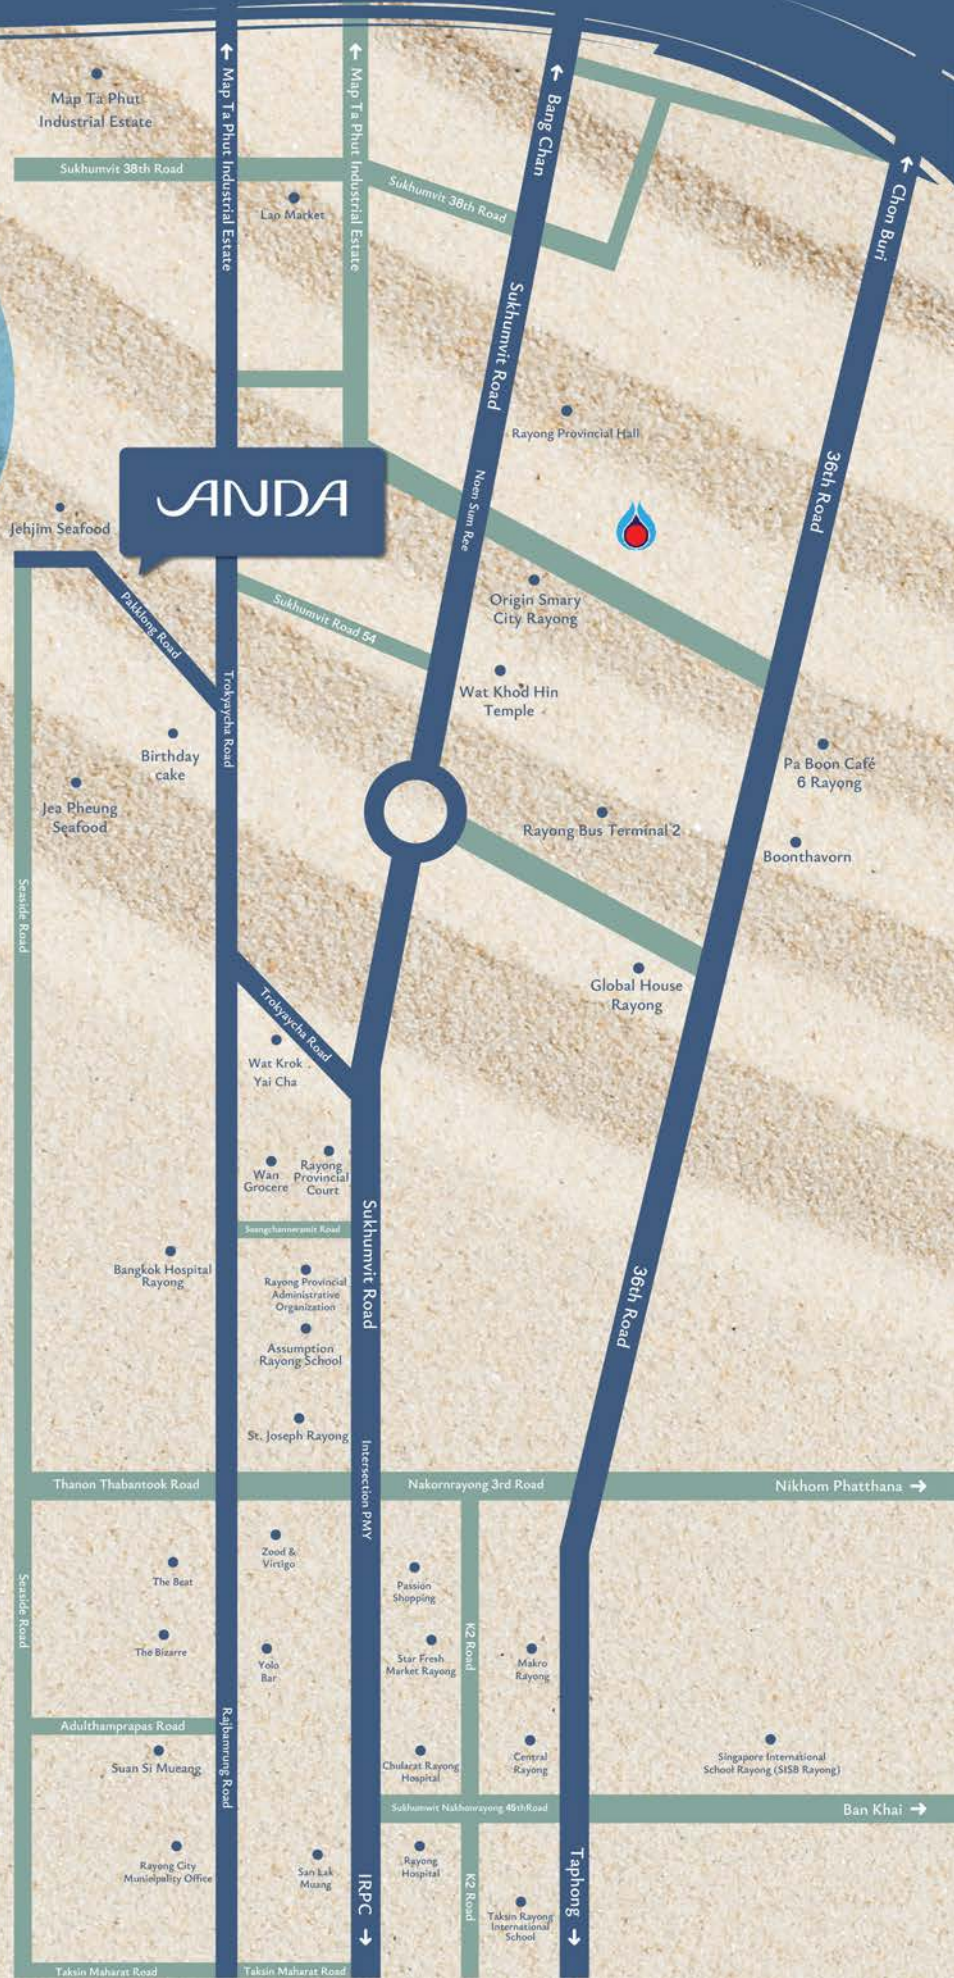 Map Ta Phut
Industrial Estate
Map Ta Phut Industrial Estate
Map Ta Phut Industrial Estate
Bang Chan
Chon Buri
Sukhumvit 38th Road
Sukhumvit 38th Road
Lao Market
Sukhumvit Road
Rayong Provincial Hall
36th Road
ANDA
Noen Sum Ree
Jehjim Seafood
Origin Smary
City Rayong
Pakklong Road
Sukhumvit Road 54
Wat Khod Hin
Temple
Trokyaycha Road
Birthday
cake
Pa Boon Café
6 Rayong
Jea Pheung
Seafood
Rayong Bus Terminal 2
Boonthavorn
Seaside Road
Global House
Rayong
Trokyaycha Road
Wat Krok
Yai Cha
Wan
Grocere
Rayong
Provincial
Court
Sukhumvit Road
Bangkok Hospital
Rayong
Rayong Provincial
Administrative
Organization
36th Road
Assumption
Rayong School
St. Joseph Rayong
Intersection PMY
Thanon Thabantook Road
Nakornrayong 3rd Road
Nikhom Phatthana
Zood &
Virtigo
The Beat
Passion
Shopping
Seaside Road
K2 Road
The Bizarre
Yolo
Bar
Star Fresh
Market Rayong
Makro
Rayong
Adulthamprapas Road
Rajbamrung Road
Suan Si Mueang
Chularat Rayong
Hospital
Central
Rayong
Singapore International
School Rayong (SISB Rayong)
Sukhumwit Nakhonrayong 45thRoad
Ban Khai
Rayong City
Municipality Office
San Lak
Muang
Rayong
Hospital
IRPC
K2 Road
Taphong
Taksin Rayong
International
School
Taksin Maharat Road
Taksin Maharat Road